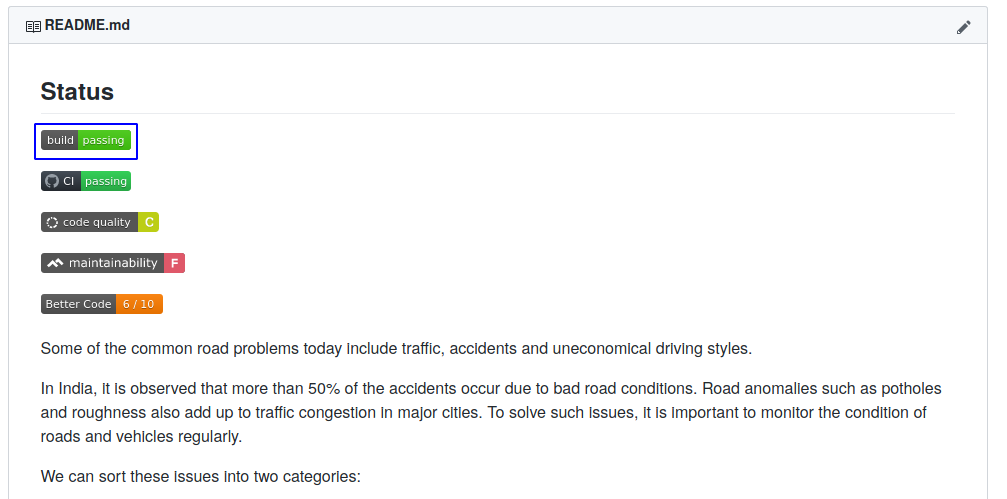 README.md
Status
build passing
CI passing
code quality C
maintainability F
Better Code 6 / 10
Some of the common road problems today include traffic, accidents and uneconomical driving styles.
In India, it is observed that more than 50% of the accidents occur due to bad road conditions. Road anomalies such as potholes
and roughness also add up to traffic congestion in major cities. To solve such issues, it is important to monitor the condition of
roads and vehicles regularly.
We can sort these issues into two categories: